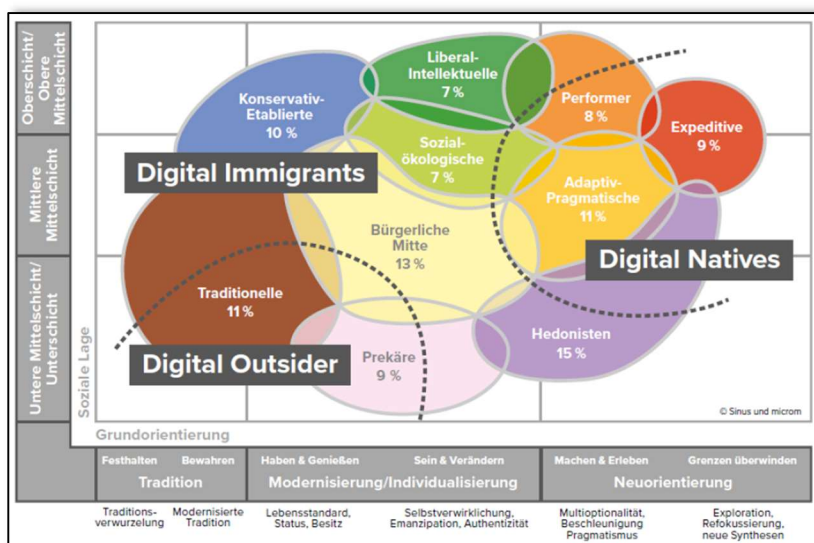 Oberschicht/
Obere
Mittelschicht
Mittlere
Mittelschicht
Untere Mittelschicht/
Unterschicht
Soziale Lage
Konservativ-
Etablierte
10 %
Liberal-
Intellektuelle
7 %
Performer
8 %
Expeditive
9 %
Sozial-
ökologische
7 %
Digital Immigrants
Adaptiv-
Pragmatische
11 %
Bürgerliche
Mitte
13 %
Digital Natives
Traditionelle
11 %
Hedonisten
15 %
Digital Outsider
Prekäre
9 %
© Sinus und microm
Grundorientierung
Festhalten
Bewahren
Haben & Genießen
Sein & Verändern
Machen & Erleben
Grenzen überwinden
Tradition
Modernisierung/Individualisierung
Neuorientierung
Traditions-
verwurzelung
Modernisierte
Tradition
Lebensstandard,
Status, Besitz
Selbstverwirklichung,
Emanzipation, Authentizität
Multioptionalität,
Beschleunigung
Pragmatismus
Exploration,
Refokussierung,
neue Synthesen